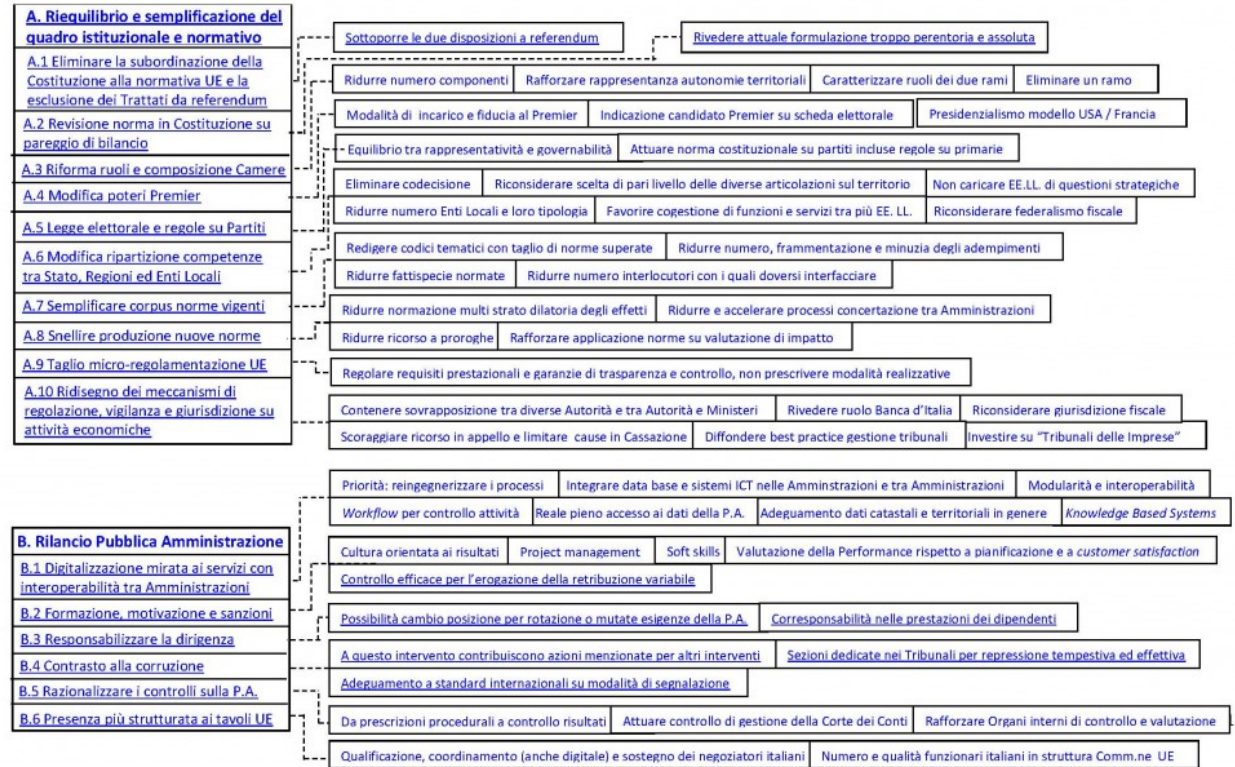 A. Riequilibrio e semplificazione del
quadro istituzionale e normativo
A.1 Eliminare la subordinazione della
Costituzione alla normativa UE e la
esclusione dei Trattati da referendum
A.2 Revisione norma in Costituzione su
pareggio di bilancio
A.3 Riforma ruoli e composizione Camere
A.4 Modifica poteri Premier
A.5 Legge elettorale e regole su Partiti
A.6 Modifica ripartizione competenze
tra Stato, Regioni ed Enti Locali
A.7 Semplificare corpus norme vigenti
A.8 Snellire produzione nuove norme
A.9 Taglio micro-regolamentazione UE
A.10 Ridisegno dei meccanismi di
regolazione, vigilanza e giurisdizione su
attività economiche
Sottoporre le due disposizioni a referendum
Rivedere attuale formulazione troppo perentoria e assoluta
Ridurre numero componenti Rafforzare rappresentanza autonomie territoriali Caratterizzare ruoli dei due rami Eliminare un ramo
Modalità di incarico e fiducia al Premier Indicazione candidato Premier su scheda elettorale Presidenzialismo modello USA / Francia
Equilibrio tra rappresentatività e governabilità Attuare norma costituzionale su partiti incluse regole su primarie
Eliminare codecisione Riconsiderare scelta di pari livello delle diverse articolazioni sul territorio Non caricare EE.LL. di questioni strategiche
Ridurre numero Enti Locali e loro tipologia Favorire cogestione di funzioni e servizi tra più EE. LL. Riconsiderare federalismo fiscale
Redigere codici tematici con taglio di norme superate Ridurre numero, frammentazione e minuzia degli adempimenti
Ridurre fattispecie normate Ridurre numero interlocutori con i quali doversi interfacciare
Ridurre normazione multi strato dilatoria degli effetti Ridurre e accelerare processi concertazione tra Amministrazioni
Ridurre ricorso a proroghe Rafforzare applicazione norme su valutazione di impatto
Regolare requisiti prestazionali e garanzie di trasparenza e controllo, non prescrivere modalità realizzative
Contenere sovrapposizione tra diverse Autorità e tra Autorità e Ministeri Rivedere ruolo Banca d'Italia Riconsiderare giurisdizione fiscale
Scoraggiare ricorso in appello e limitare cause in Cassazione Diffondere best practice gestione tribunali Investire su "Tribunali delle Imprese"
B. Rilancio Pubblica Amministrazione
B.1 Digitalizzazione mirata ai servizi con
interoperabilità tra Amministrazioni
B.2 Formazione, motivazione e sanzioni
B.3 Responsabilizzare la dirigenza
B.4 Contrasto alla corruzione
B.5 Razionalizzare i controlli sulla P.A.
B.6 Presenza più strutturata ai tavoli UE
Priorità: reingegnerizzare i processi Integrare data base e sistemi ICT nelle Amminstrazioni e tra Amministrazioni Modularità e interoperabilità
Workflow per controllo attività Reale pieno accesso ai dati della P.A. Adeguamento dati catastali e territoriali in genere Knowledge Based Systems
Cultura orientata ai risultati Project management Soft skills Valutazione della Performance rispetto a pianificazione e a customer satisfaction
Controllo efficace per l'erogazione della retribuzione variabile
Possibilità cambio posizione per rotazione o mutate esigenze della P.A. Corresponsabilità nelle prestazioni dei dipendenti
A questo intervento contribuiscono azioni menzionate per altri interventi Sezioni dedicate nei Tribunali per repressione tempestiva ed effettiva
Adeguamento a standard internazionali su modalità di segnalazione
Da prescrizioni procedurali a controllo risultati Attuare controllo di gestione della Corte dei Conti Rafforzare Organi interni di controllo e valutazione
Qualificazione, coordinamento (anche digitale) e sostegno dei negoziatori italiani Numero e qualità funzionari italiani in struttura Comm.ne UE